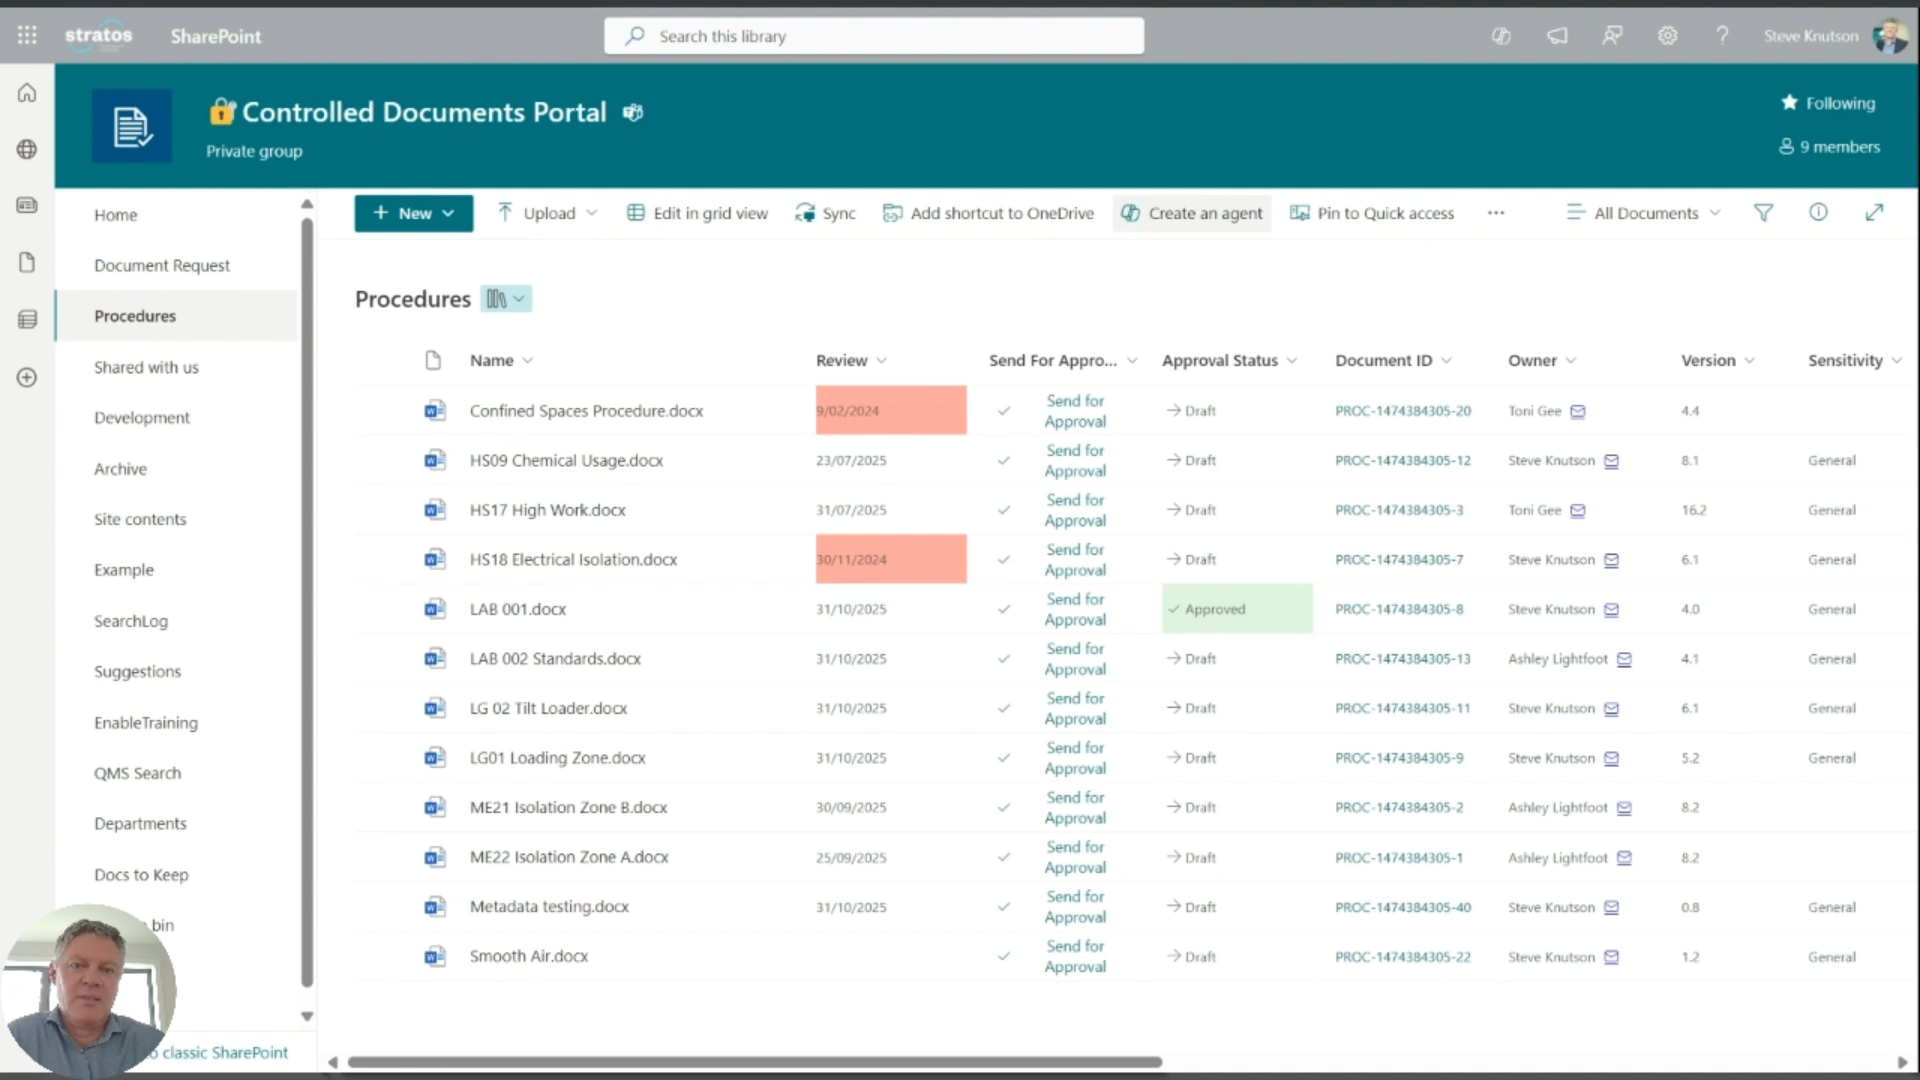 stratos
SharePoint
Search this library
Steve Knutson
Controlled Documents Portal
Private group
Following
9 members
Home
Document Request
Procedures
Shared with us
Development
Archive
Site contents
Example
SearchLog
Suggestions
EnableTraining
QMS Search
Departments
Docs to Keep
bin
classic SharePoint
New
Upload
Edit in grid view
Sync
Add shortcut to OneDrive
Create an agent
Pin to Quick access
All Documents
Procedures
Name Review Send For Appro... Approval Status Document ID Owner Version Sensitivity
Confined Spaces Procedure.docx 9/02/2024 Send for Approval Draft PROC-1474384305-20 Toni Gee 4.4
HS09 Chemical Usage.docx 23/07/2025 Send for Approval Draft PROC-1474384305-12 Steve Knutson 8.1 General
HS17 High Work.docx 31/07/2025 Send for Approval Draft PROC-1474384305-3 Toni Gee 16.2 General
HS18 Electrical Isolation.docx 30/11/2024 Send for Approval Draft PROC-1474384305-7 Steve Knutson 6.1 General
LAB 001.docx 31/10/2025 Send for Approval Approved PROC-1474384305-8 Steve Knutson 4.0 General
LAB 002 Standards.docx 31/10/2025 Send for Approval Draft PROC-1474384305-13 Ashley Lightfoot 4.1 General
LG 02 Tilt Loader.docx 31/10/2025 Send for Approval Draft PROC-1474384305-11 Steve Knutson 6.1 General
LG01 Loading Zone.docx 31/10/2025 Send for Approval Draft PROC-1474384305-9 Steve Knutson 5.2 General
ME21 Isolation Zone B.docx 30/09/2025 Send for Approval Draft PROC-1474384305-2 Ashley Lightfoot 8.2
ME22 Isolation Zone A.docx 25/09/2025 Send for Approval Draft PROC-1474384305-1 Ashley Lightfoot 8.2
Metadata testing.docx 31/10/2025 Send for Approval Draft PROC-1474384305-40 Steve Knutson 0.8 General
Smooth Air.docx Send for Approval Draft PROC-1474384305-22 Steve Knutson 1.2 General